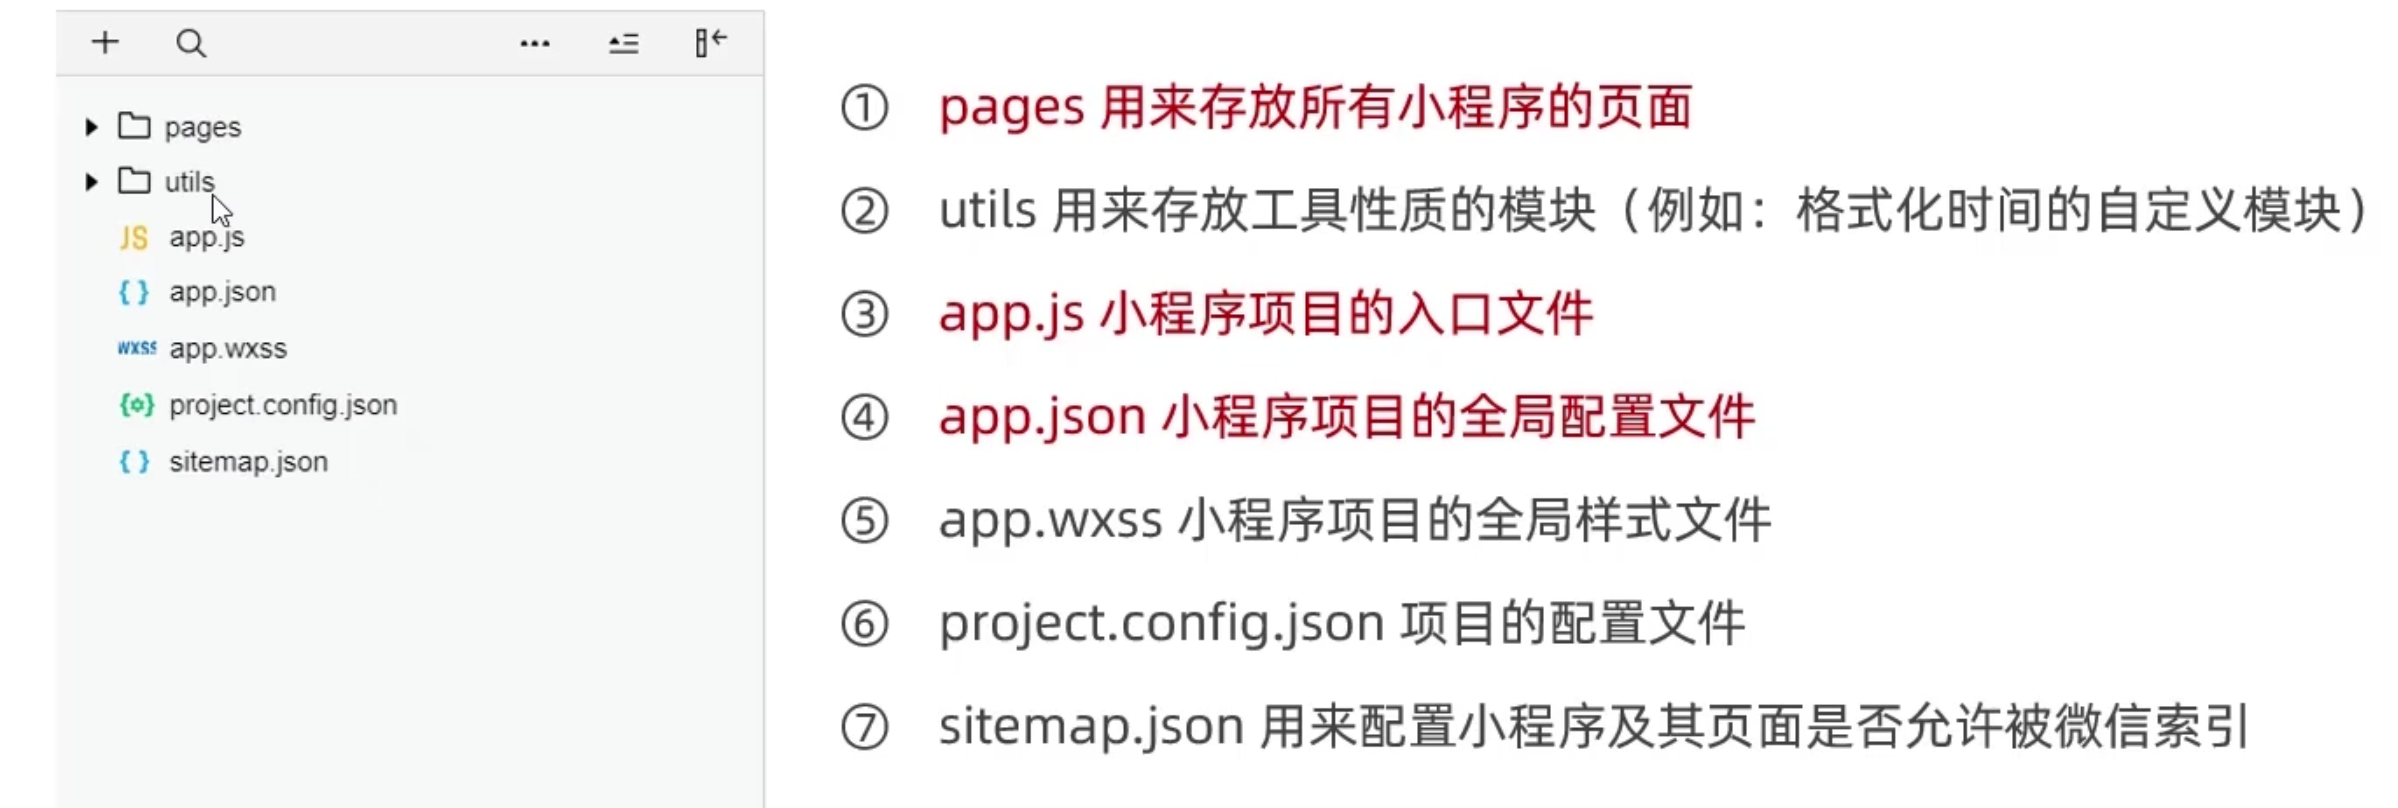 pages
utils
JS app.js
{ } app.json
WXSS app.wxss
project.config.json
{ } sitemap.json
① pages 用来存放所有小程序的页面
② utils 用来存放工具性质的模块（例如：格式化时间的自定义模块）
③ app.js 小程序项目的入口文件
④ app.json 小程序项目的全局配置文件
⑤ app.wxss 小程序项目的全局样式文件
⑥ project.config.json 项目的配置文件
⑦ sitemap.json 用来配置小程序及其页面是否允许被微信索引